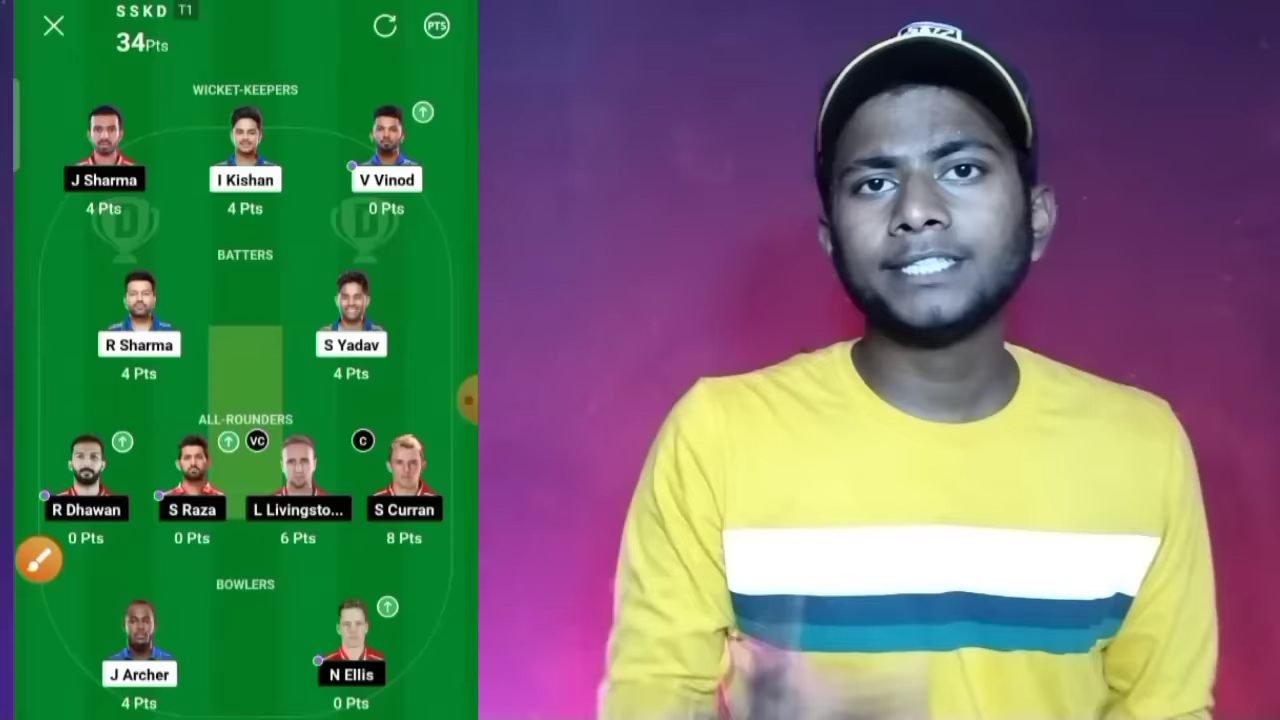 SSKD T1
34Pts
PTS
WICKET-KEEPERS
J Sharma I Kishan V Vinod
4 Pts 4 Pts 0 Pts
D D
BATTERS
R Sharma S Yadav
4 Pts 4 Pts
ALL-ROUNDERS
VC C
R Dhawan S Raza L Livingsto... S Curran
0 Pts 0 Pts 6 Pts 8 Pts
BOWLERS
J Archer N Ellis
4 Pts 0 Pts